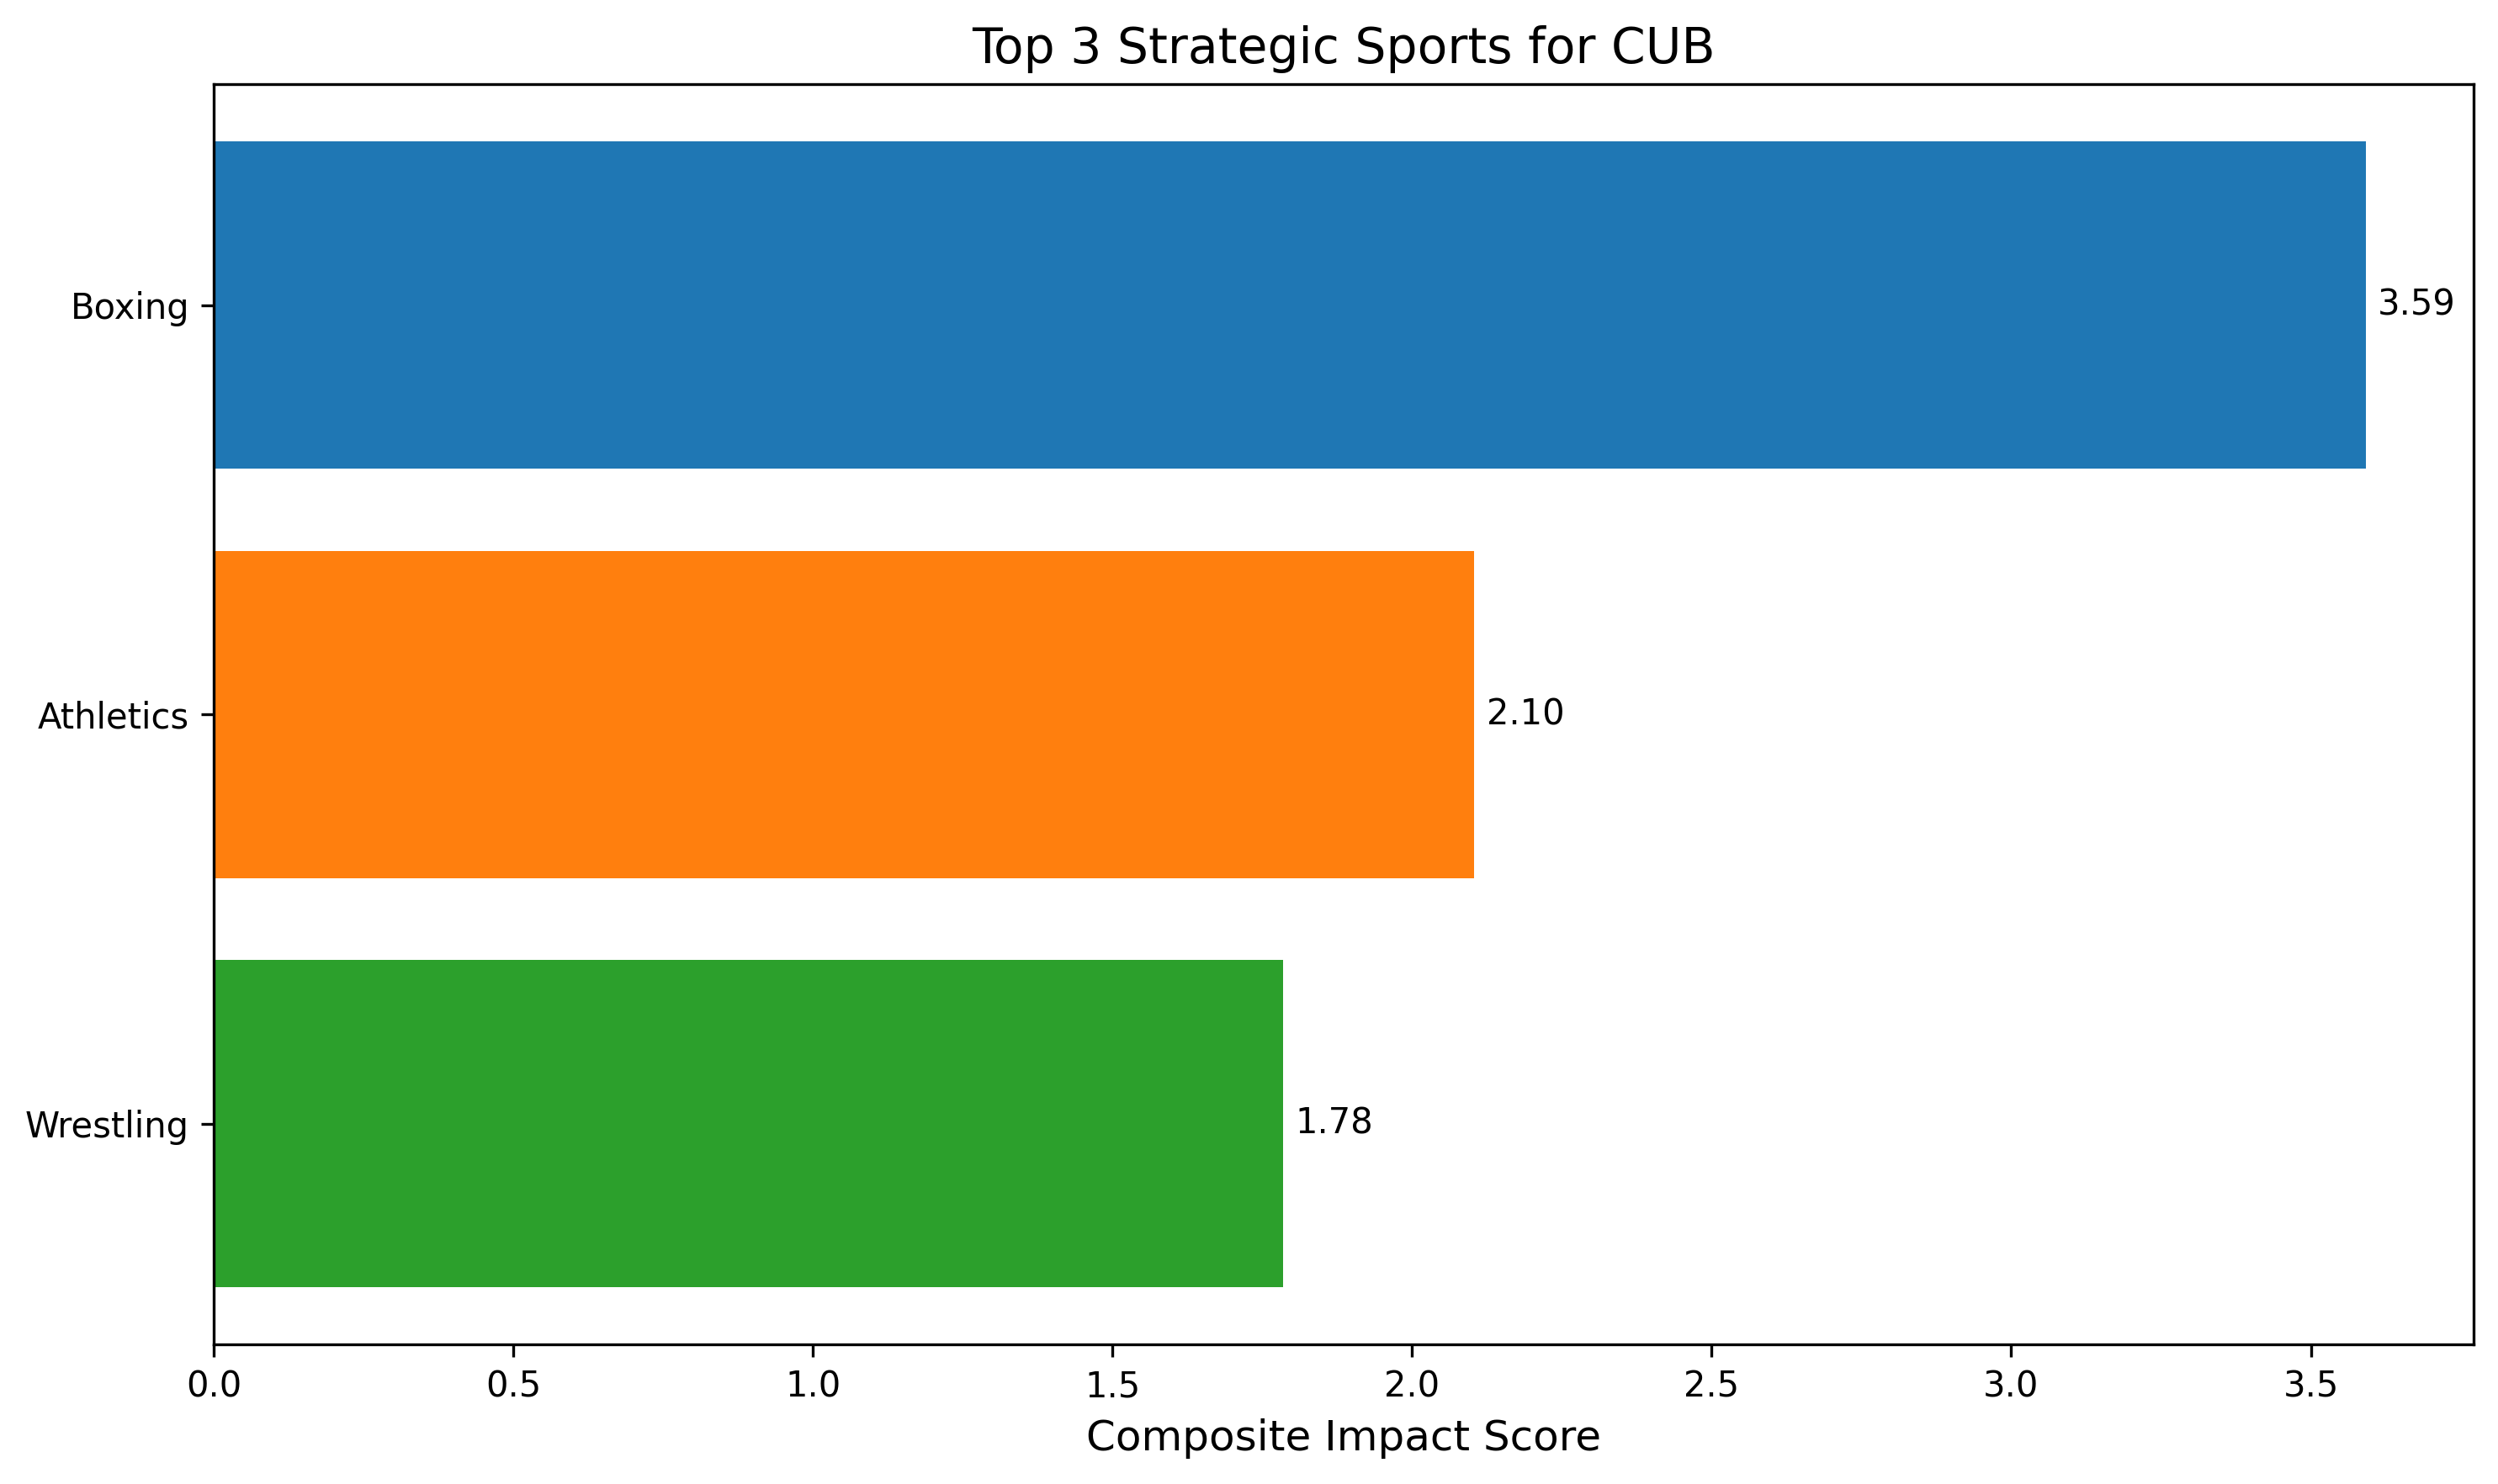 Top 3 Strategic Sports for CUB
Boxing
3.59
Athletics
2.10
Wrestling
1.78
0.0 0.5 1.0 1.5 2.0 2.5 3.0 3.5
Composite Impact Score